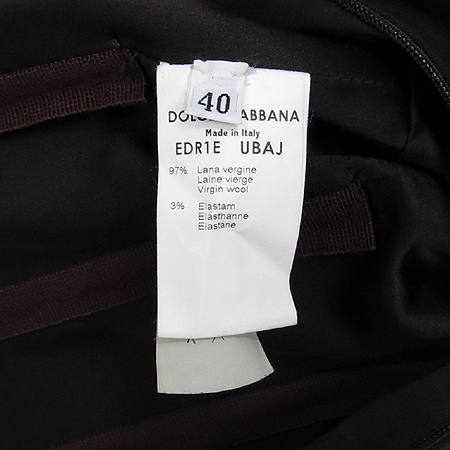 40
DOLC ABBANA
Made in Italy
EDR1E UBAJ
97% Lana vergine
Laine vierge
Virgin wool
3% Elastam
Elasthanne
Elastane